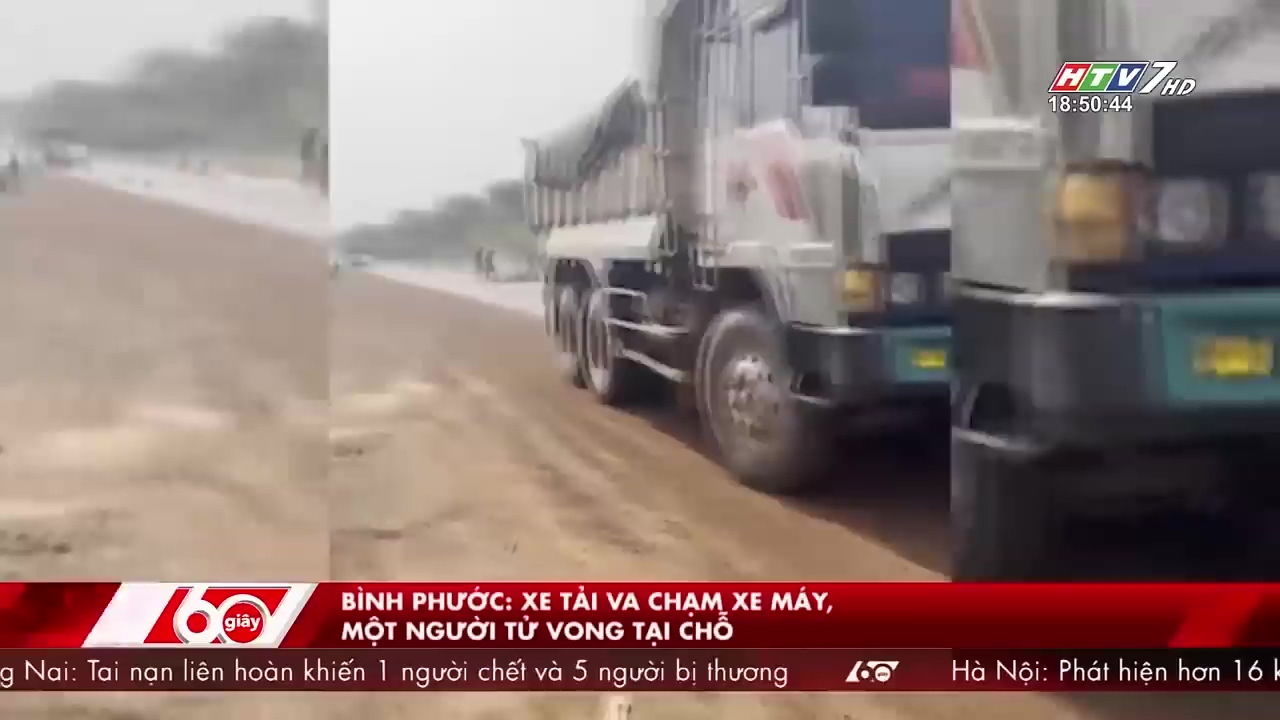 HTV7HD
18:50:44
60 giây
BÌNH PHƯỚC: XE TẢI VA CHẠM XE MÁY,
MỘT NGƯỜI TỬ VONG TẠI CHỖ
g Nai: Tai nạn liên hoàn khiến 1 người chết và 5 người bị thương 60 giây Hà Nội: Phát hiện hơn 16 k